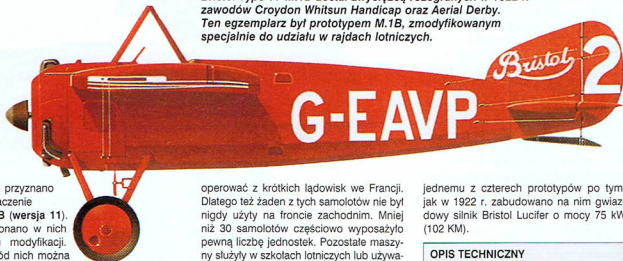 zawodów Croydon Whitsun Handicap oraz Aerial Derby.
Ten egzemplarz był prototypem M.1B, zmodyfikowanym
specjalnie do udziału w rajdach lotniczych.
Bristol
2
G-EAVP
przyznano
aczenie
B (wersja 11).
onano w nich
modyfikacji.
ód nich można
operować z krótkich lądowisk we Francji.
Dlatego też żaden z tych samolotów nie był
nigdy użyty na froncie zachodnim. Mniej
niż 30 samolotów częściowo wyposażyło
pewną liczbę jednostek. Pozostałe maszy-
ny służyły w szkołach lotniczych lub używa-
jednemu z czterech prototypów po tym,
jak w 1922 r. zabudowano na nim gwiaz-
dowy silnik Bristol Lucifer o mocy 75 kW
(102 KM).
OPIS TECHNICZNY